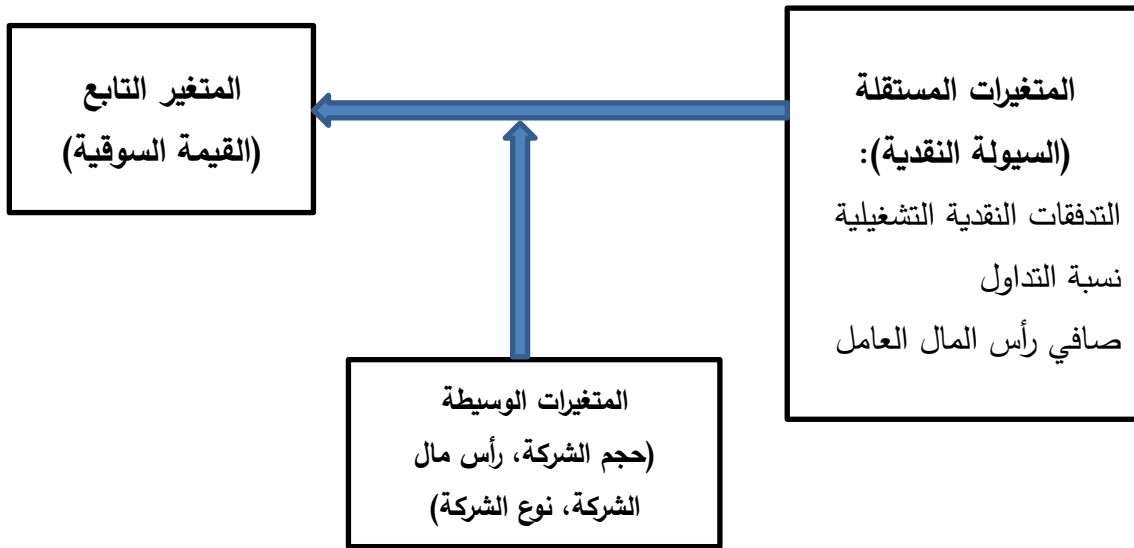 المتغيرات المستقلة
(السيولة النقدية):
التدفقات النقدية التشغيلية
نسبة التداول
صافي رأس المال العامل
المتغير التابع
(القيمة السوقية)
المتغيرات الوسيطة
(حجم الشركة، رأس مال
الشركة، نوع الشركة)